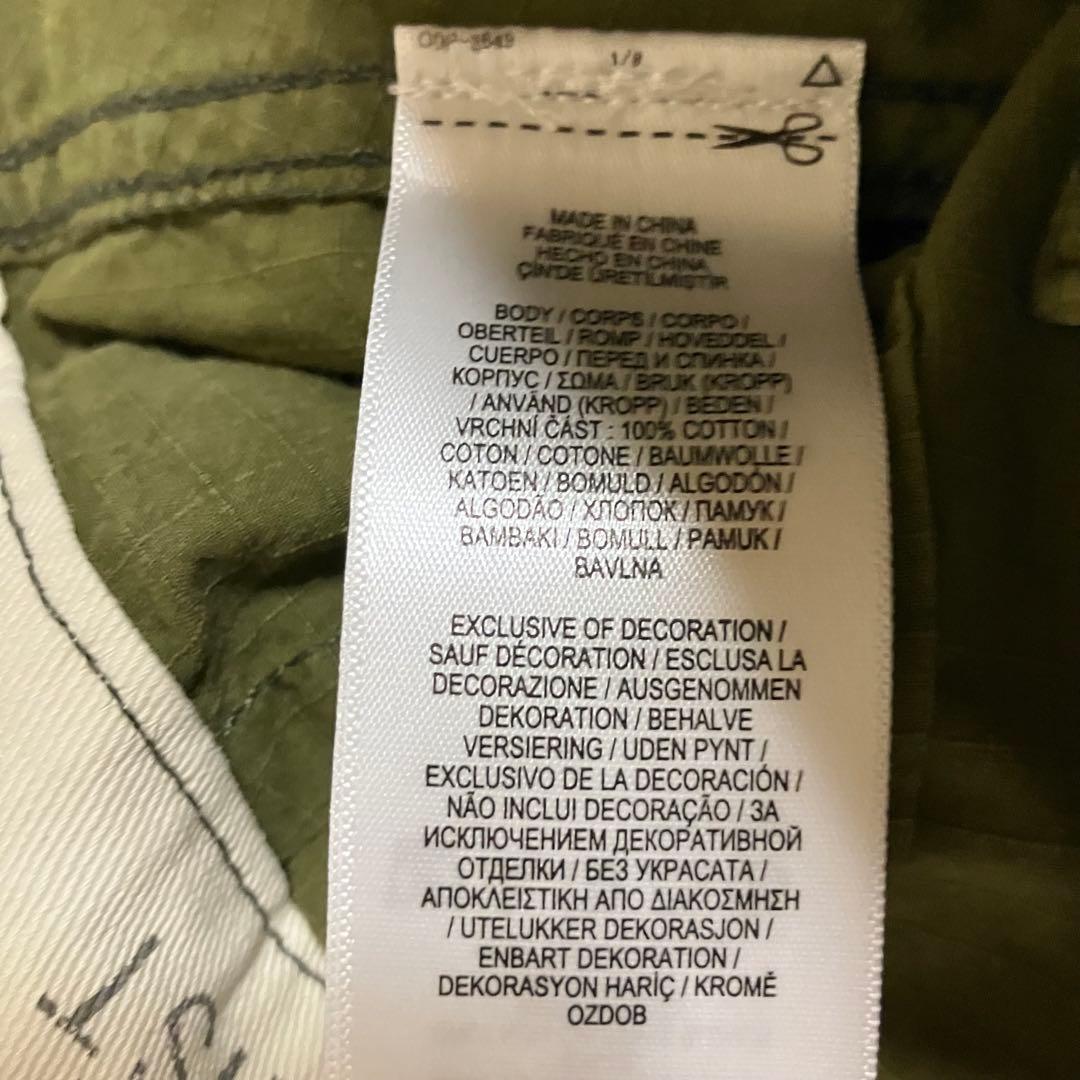 1/8
MADE IN CHINA
FABRIQUÉ EN CHINE
HECHO EN CHINA
ÇİN'DE ÜRETİLMİŞTİR
BODY / CORPS / CORPO /
OBERTEIL / ROMP / HOVEDDEL /
CUERPO / ПЕРЕД И СПИНКА /
КОРПУС / ΣΩΜΑ / BRUK (KROPP)
/ ANVÄND (KROPP) / BEDEN /
VRCHNÍ ČÁST : 100% COTTON /
COTON / COTONE / BAUMWOLLE /
KATOEN / BOMULD / ALGODÓN /
ALGODÃO / ХЛОПОК / ПАМУК /
BAMBAKI / BOMULL / PAMUK /
BAVLNA
EXCLUSIVE OF DECORATION /
SAUF DÉCORATION / ESCLUSA LA
DECORAZIONE / AUSGENOMMEN
DEKORATION / BEHALVE
VERSIERING / UDEN PYNT /
EXCLUSIVO DE LA DECORACIÓN /
NÃO INCLUI DECORAÇÃO / ЗА
ИСКЛЮЧЕНИЕМ ДЕКОРАТИВНОЙ
ОТДЕЛКИ / БЕЗ УКРАСАТА /
ΑΠΟΚΛΕΙΣΤΙΚΗ ΑΠΟ ΔΙΑΚΟΣΜΗΣΗ
/ UTELUKKER DEKORASJON /
ENBART DEKORATION /
DEKORASYON HARİÇ / KROMĚ
OZDOB